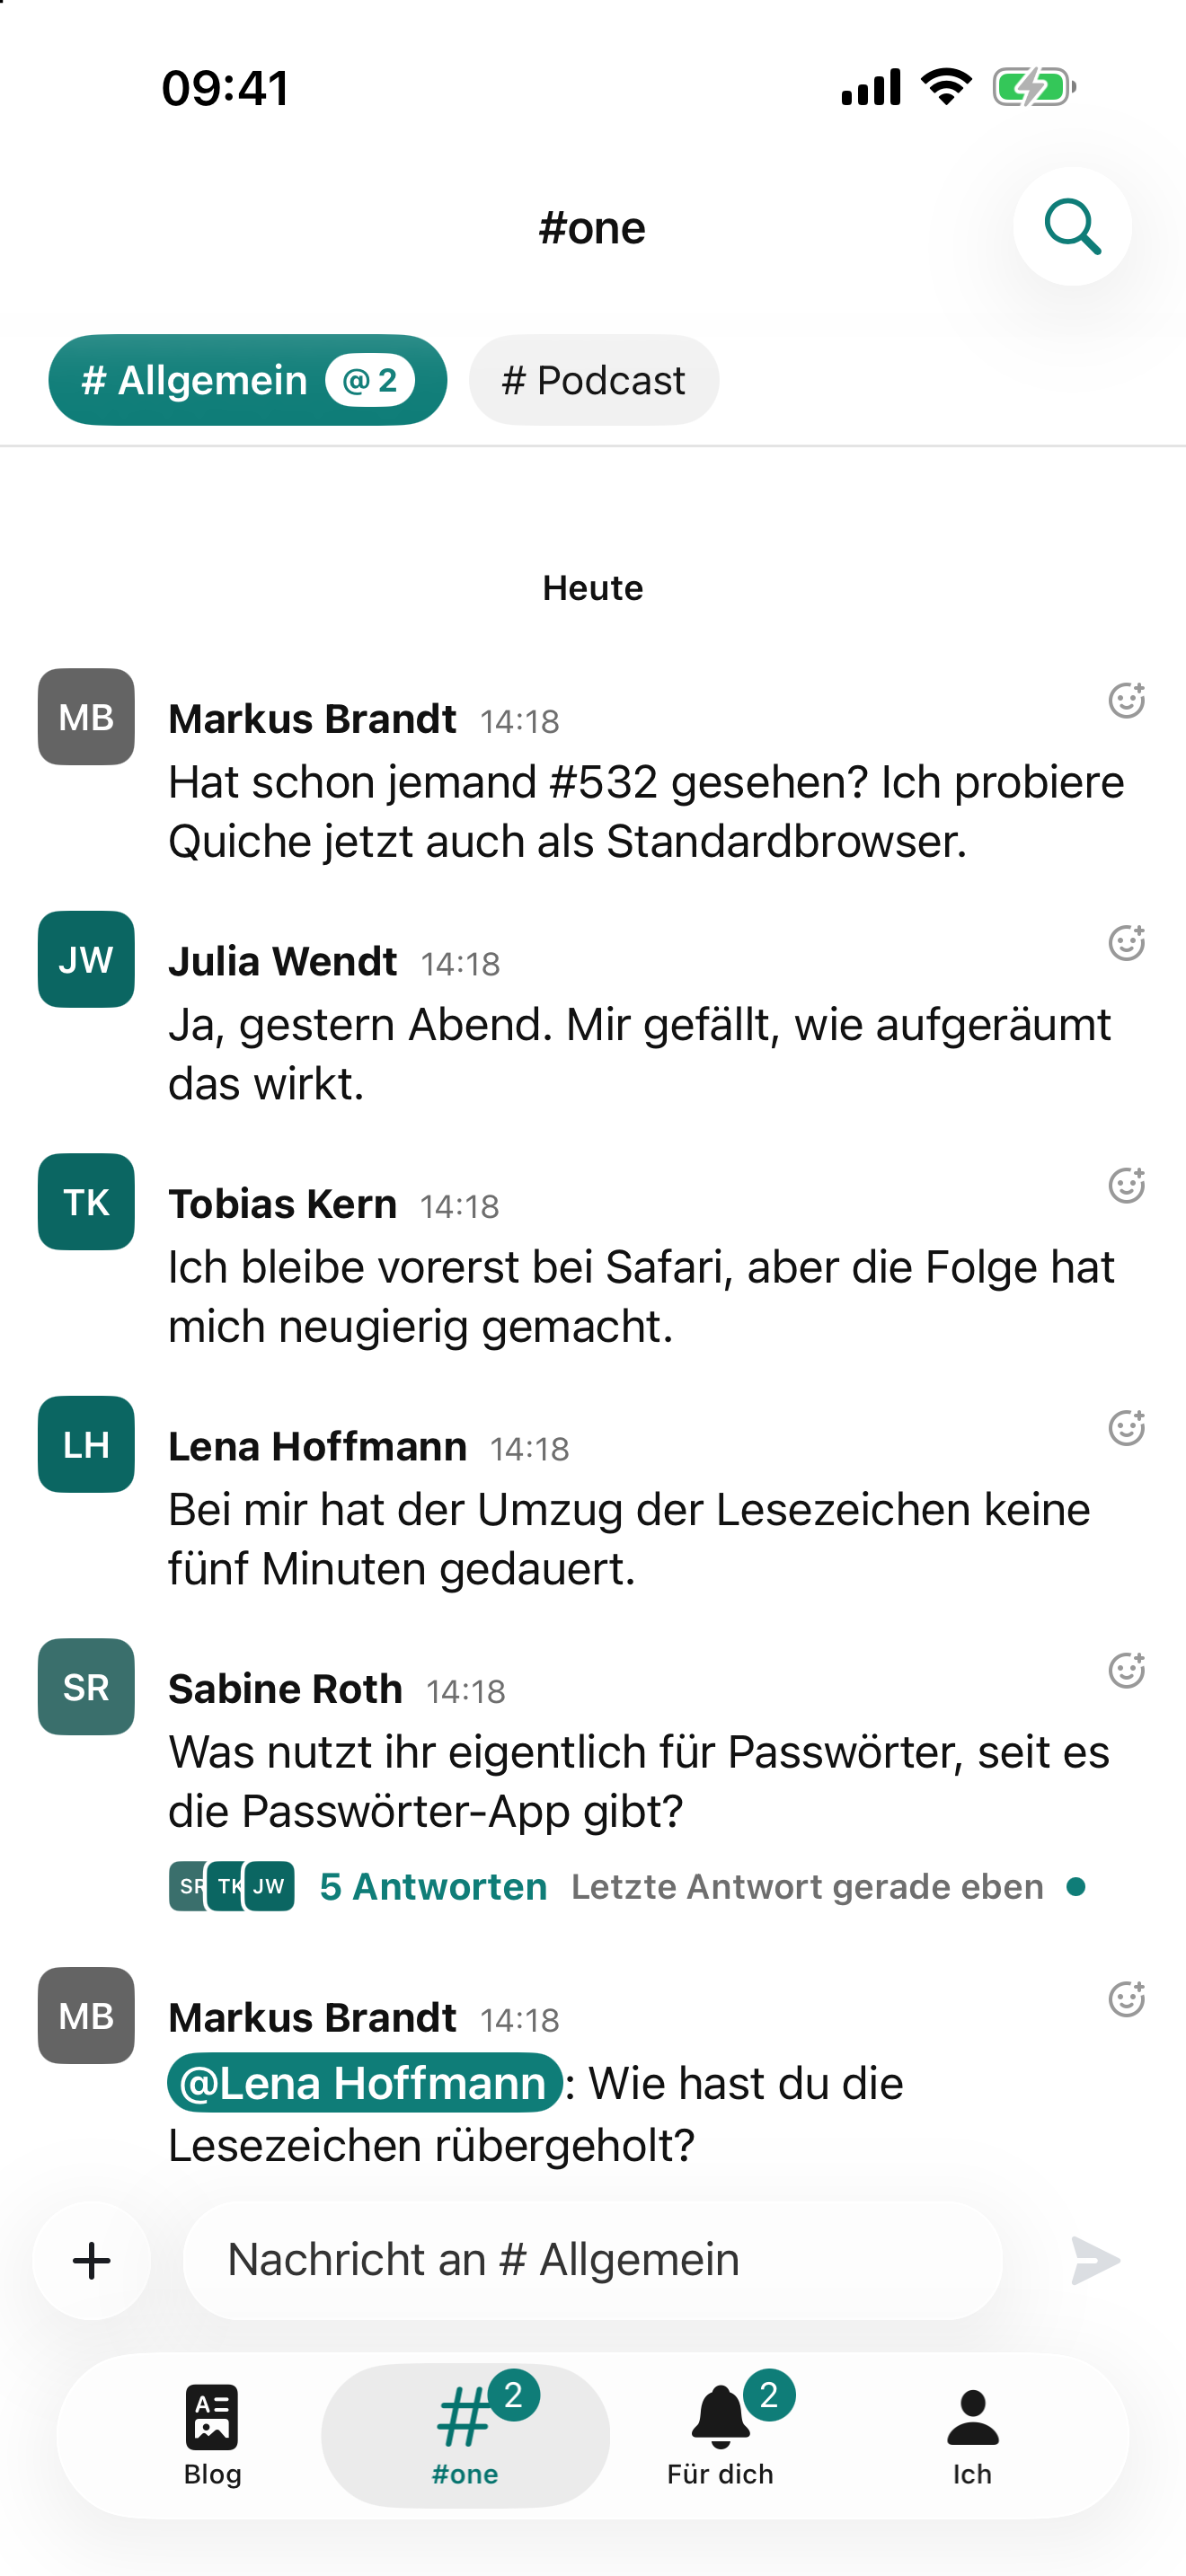 09:41
#one
# Allgemein @ 2
# Podcast
Heute
MB
Markus Brandt 14:18
Hat schon jemand #532 gesehen? Ich probiere
Quiche jetzt auch als Standardbrowser.
JW
Julia Wendt 14:18
Ja, gestern Abend. Mir gefällt, wie aufgeräumt
das wirkt.
TK
Tobias Kern 14:18
Ich bleibe vorerst bei Safari, aber die Folge hat
mich neugierig gemacht.
LH
Lena Hoffmann 14:18
Bei mir hat der Umzug der Lesezeichen keine
fünf Minuten gedauert.
SR
Sabine Roth 14:18
Was nutzt ihr eigentlich für Passwörter, seit es
die Passwörter-App gibt?
SR TK JW 5 Antworten Letzte Antwort gerade eben
MB
Markus Brandt 14:18
@Lena Hoffmann: Wie hast du die
Lesezeichen rübergeholt?
Nachricht an # Allgemein
2
2
Blog
#one
Für dich
Ich